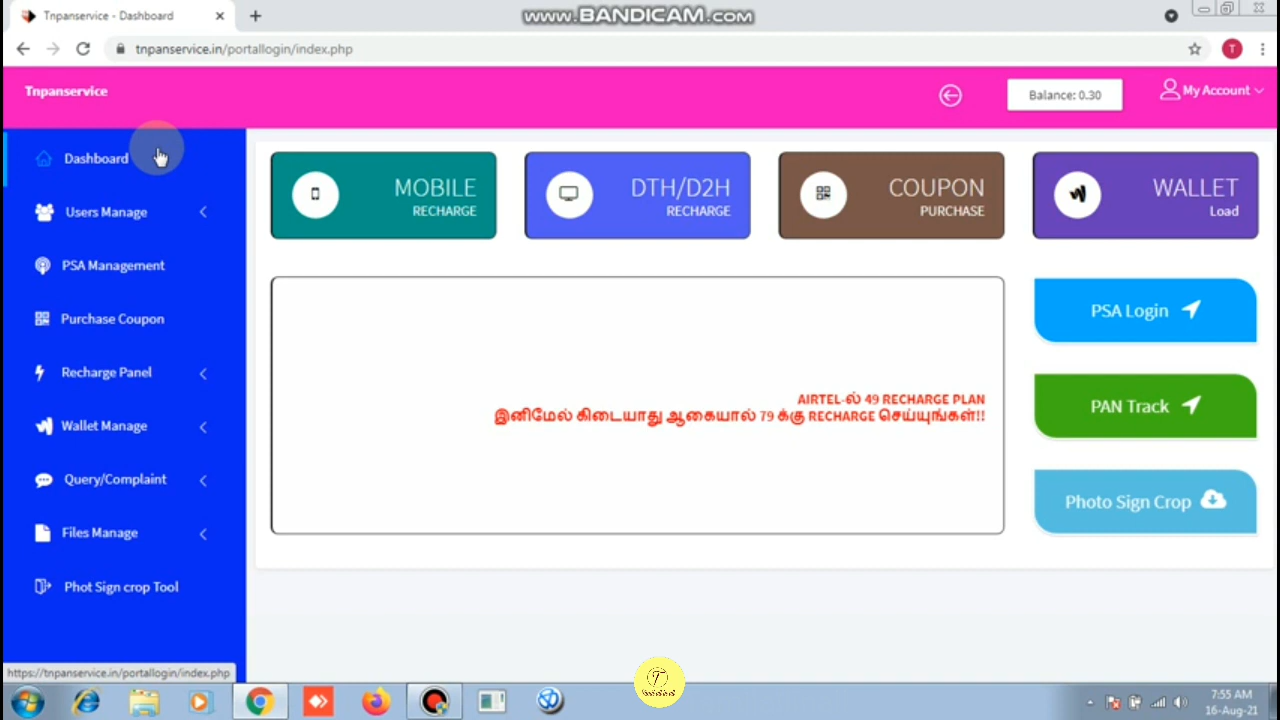 Tnpanservice - Dashboard
www.BANDICAM.com
tnpanservice.in/portallogin/index.php
T
Tnpanservice
Balance: 0.30
My Account
Dashboard
Users Manage
PSA Management
Purchase Coupon
Recharge Panel
Wallet Manage
Query/Complaint
Files Manage
Phot Sign crop Tool
MOBILE
RECHARGE
DTH/D2H
RECHARGE
COUPON
PURCHASE
WALLET
Load
AIRTEL-ல் 49 RECHARGE PLAN
இனிமேல் கிடையாது ஆகையால் 79 க்கு RECHARGE செய்யுங்கள்!!
PSA Login
PAN Track
Photo Sign Crop
https://tnpanservice.in/portallogin/index.php
7:55 AM
16-Aug-21